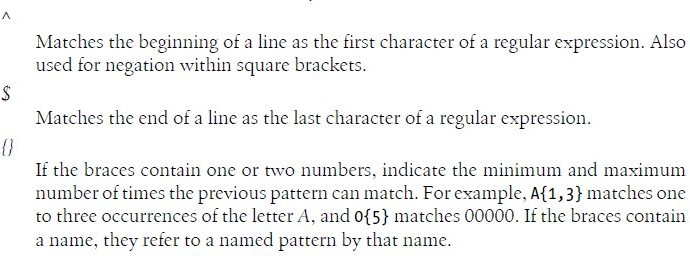 ^
Matches the beginning of a line as the first character of a regular expression. Also
used for negation within square brackets.
$
Matches the end of a line as the last character of a regular expression.
{}
If the braces contain one or two numbers, indicate the minimum and maximum
number of times the previous pattern can match. For example, A{1,3} matches one
to three occurrences of the letter A, and 0{5} matches 00000. If the braces contain
a name, they refer to a named pattern by that name.